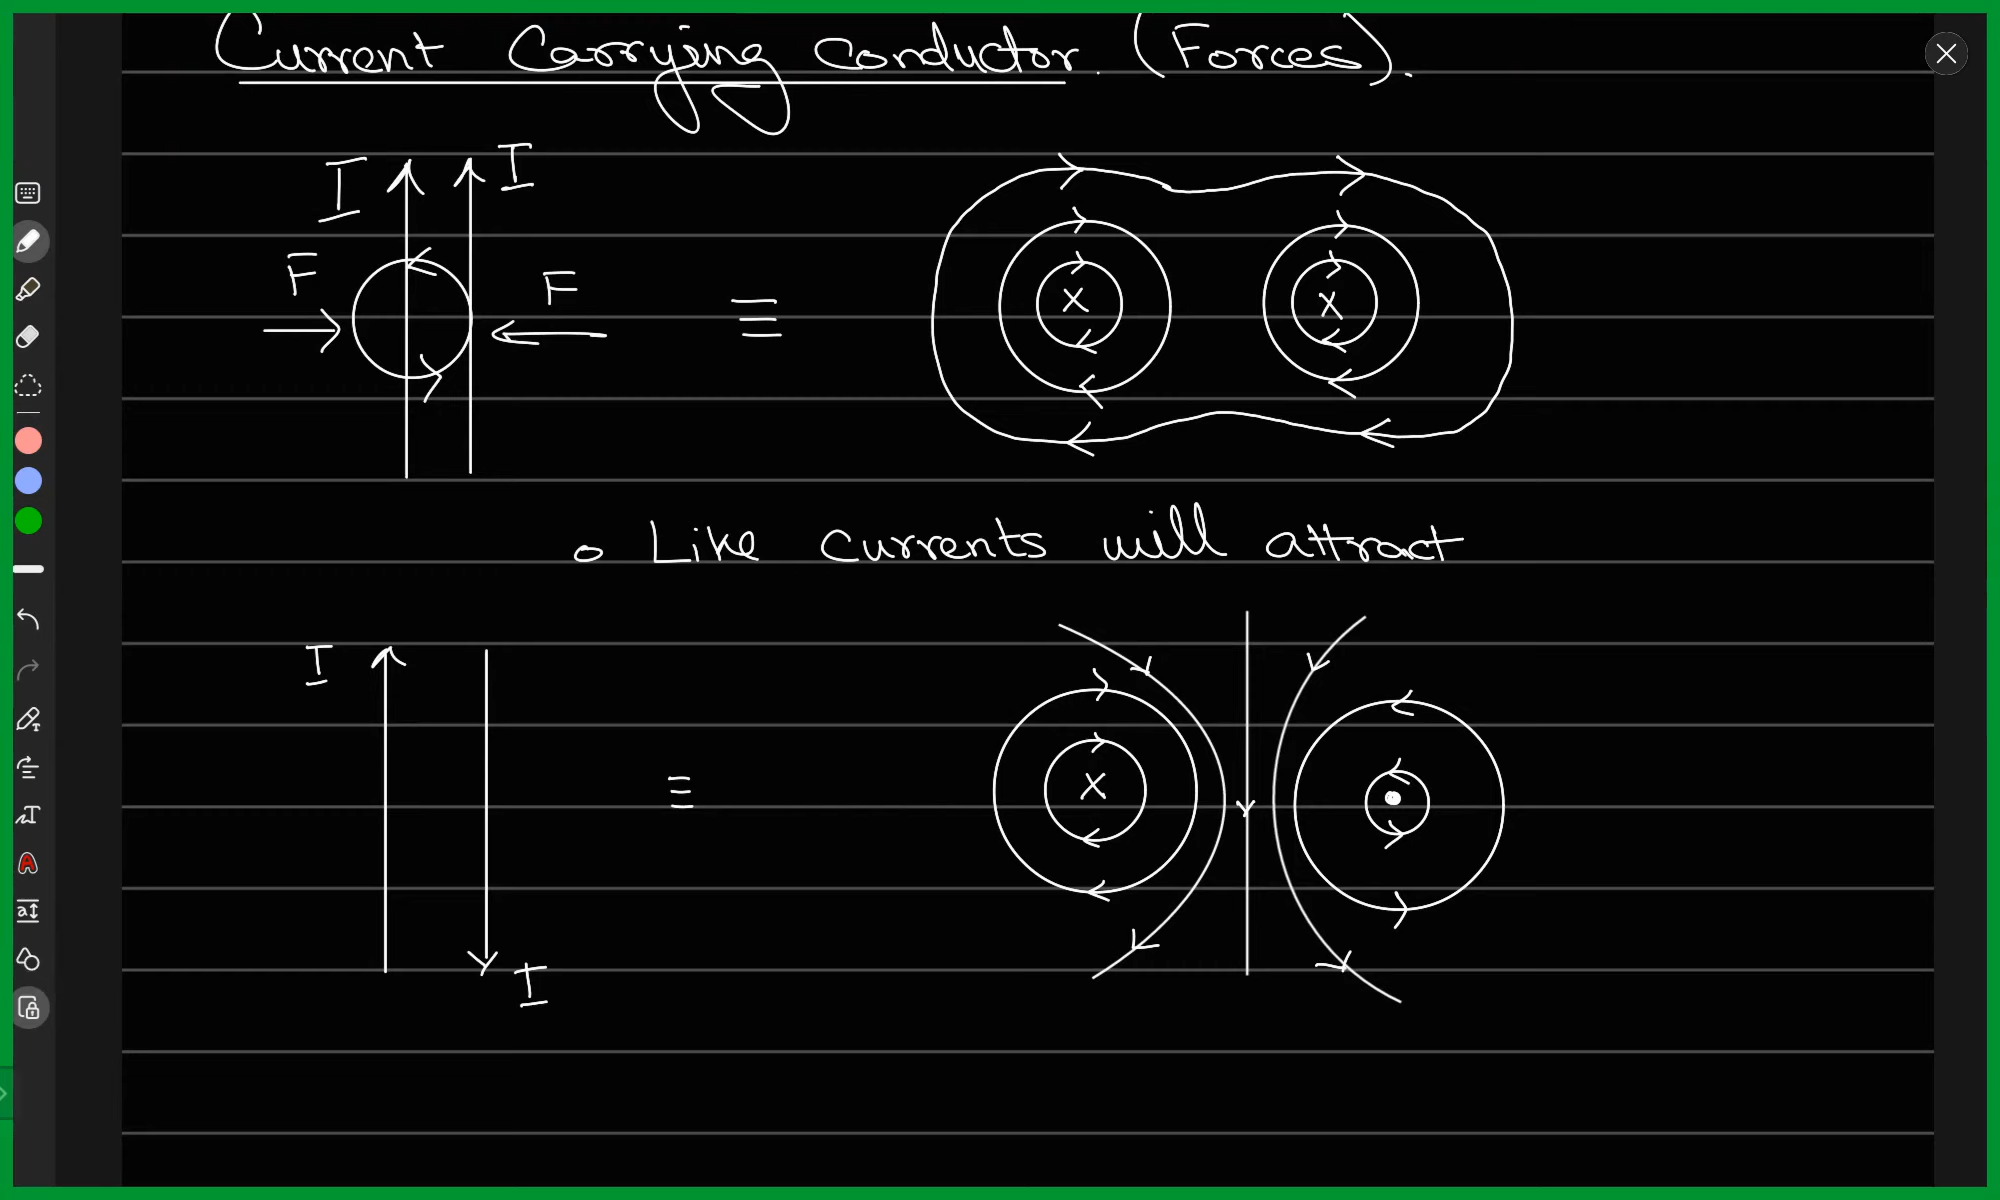 Current Carrying conductor. (Forces).
I I
F F
≡
X X
o Like currents will attract
I
≡
X
I